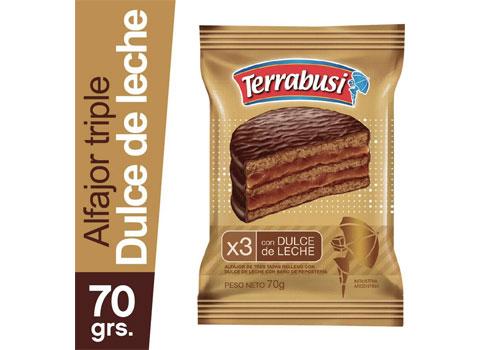 Alfajor triple
Dulce de leche
70
grs.
Terrabusi
x3
con DULCE
de LECHE
ALFAJOR DE TRES TAPAS RELLENO CON
DULCE DE LECHE CON BAÑO DE REPOSTERÍA
PESO NETO 70g
INDUSTRIA
ARGENTINA